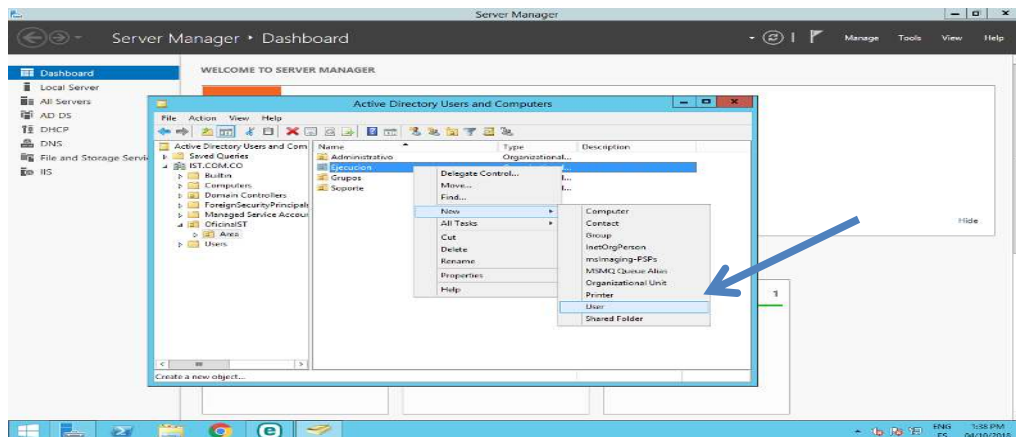 Server Manager
Server Manager • Dashboard
Manage Tools View Help
Dashboard
Local Server
All Servers
AD DS
DHCP
DNS
File and Storage Servi
IIS
WELCOME TO SERVER MANAGER
Active Directory Users and Computers
File Action View Help
Active Directory Users and Com
Saved Queries
IST.COM.CO
Builtin
Computers
Domain Controllers
ForeignSecurityPrincipals
Managed Service Accour
OficinaIST
Area
Users
Name Type Description
Administrativo Organizational...
Ejecucion
Grupos
Soporte
Delegate Control...
Move...
Find...
New
All Tasks
Cut
Delete
Rename
Properties
Help
Computer
Contact
Group
InetOrgPerson
msImaging-PSPs
MSMQ Queue Alias
Organizational Unit
Printer
User
Shared Folder
Hide
1
Create a new object...
ENG 1:38 PM
ES 04/10/2018